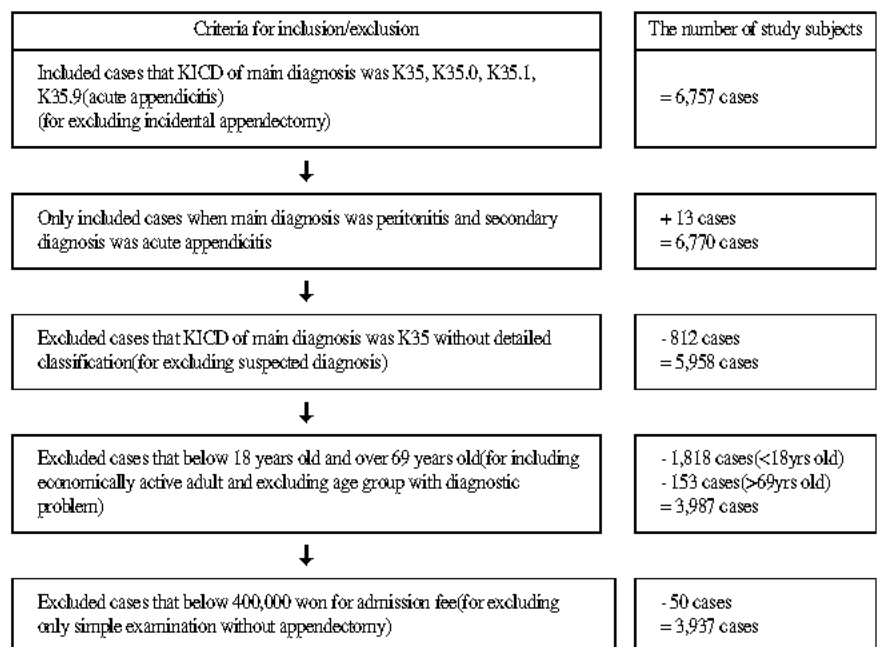 Criteria for inclusion/exclusion
The number of study subjects
Included cases that KICD of main diagnosis was K35, K35.0, K35.1,
K35.9(acute appendicitis)
(for excluding incidental appendectomy)
= 6,757 cases
Only included cases when main diagnosis was peritonitis and secondary
diagnosis was acute appendicitis
+ 13 cases
= 6,770 cases
Excluded cases that KICD of main diagnosis was K35 without detailed
classification(for excluding suspected diagnosis)
- 812 cases
= 5,958 cases
Excluded cases that below 18 years old and over 69 years old(for including
economically active adult and excluding age group with diagnostic
problem)
- 1,818 cases(<18yrs old)
- 153 cases(>69yrs old)
= 3,987 cases
Excluded cases that below 400,000 won for admission fee(for excluding
only simple examination without appendectomy)
- 50 cases
= 3,937 cases